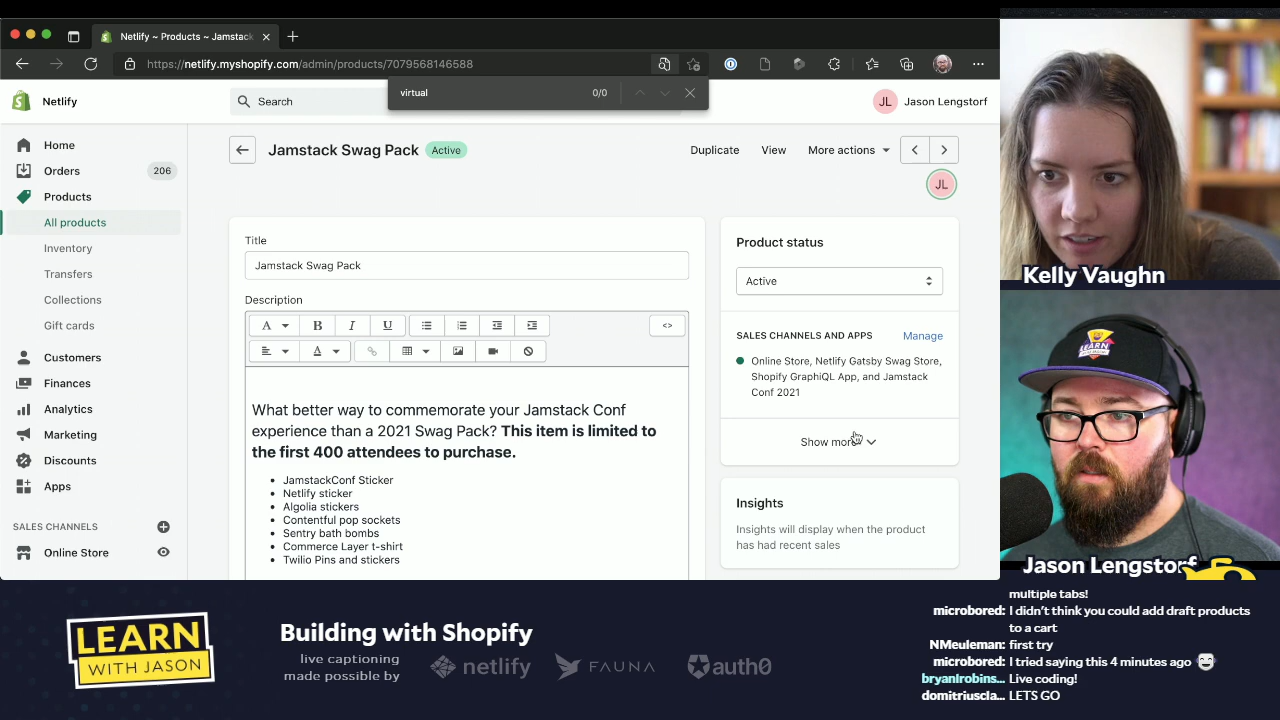 Netlify ~ Products ~ Jamstack
https://netlify.myshopify.com/admin/products/7079568146588
virtual
0/0
Netlify
Search
JL
Jason Lengstorf
Home
Orders
206
Products
All products
Inventory
Transfers
Collections
Gift cards
Customers
Finances
Analytics
Marketing
Discounts
Apps
SALES CHANNELS
Online Store
Jamstack Swag Pack
Active
Duplicate
View
More actions
JL
Title
Jamstack Swag Pack
Description
A
B
I
U
<>
A
What better way to commemorate your Jamstack Conf
experience than a 2021 Swag Pack? This item is limited to
the first 400 attendees to purchase.
JamstackConf Sticker
Netlify sticker
Algolia stickers
Contentful pop sockets
Sentry bath bombs
Commerce Layer t-shirt
Twilio Pins and stickers
Product status
Active
SALES CHANNELS AND APPS
Manage
Online Store, Netlify Gatsby Swag Store,
Shopify GraphiQL App, and Jamstack
Conf 2021
Show more
Insights
Insights will display when the product
has had recent sales
Kelly Vaughn
LEARN
Jason Lengstorf
LEARN
WITH JASON
Building with Shopify
live captioning
made possible by
netlify
FAUNA
auth0
multiple tabs!
microbored: I didn't think you could add draft products
to a cart
NMeuleman: first try
microbored: I tried saying this 4 minutes ago
bryanlrobins... Live coding!
domitriuscla... LETS GO